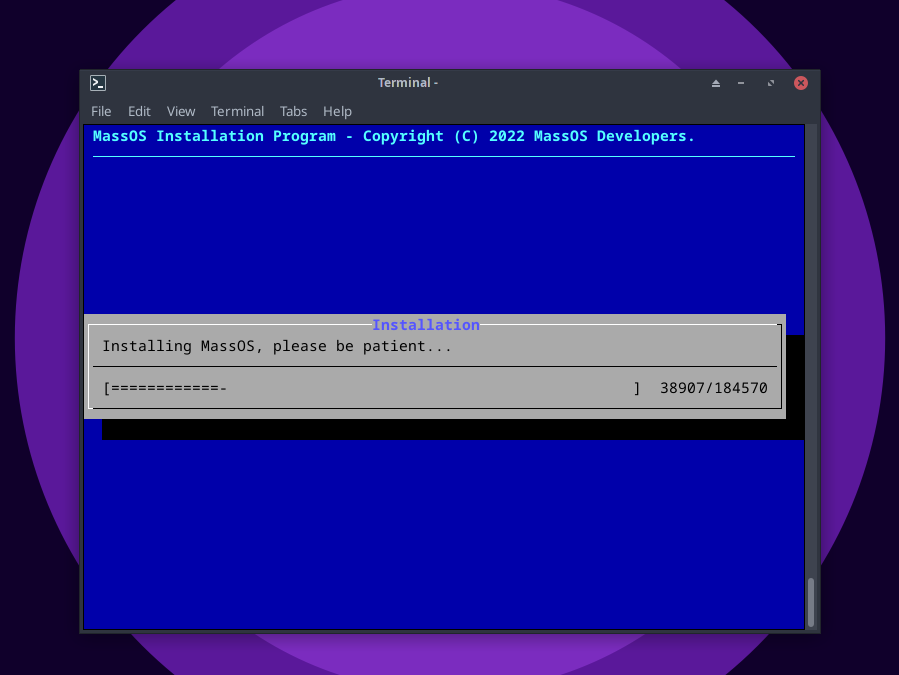 Terminal -
File Edit View Terminal Tabs Help
MassOS Installation Program - Copyright (C) 2022 MassOS Developers.
Installation
Installing MassOS, please be patient...
[============- ] 38907/184570